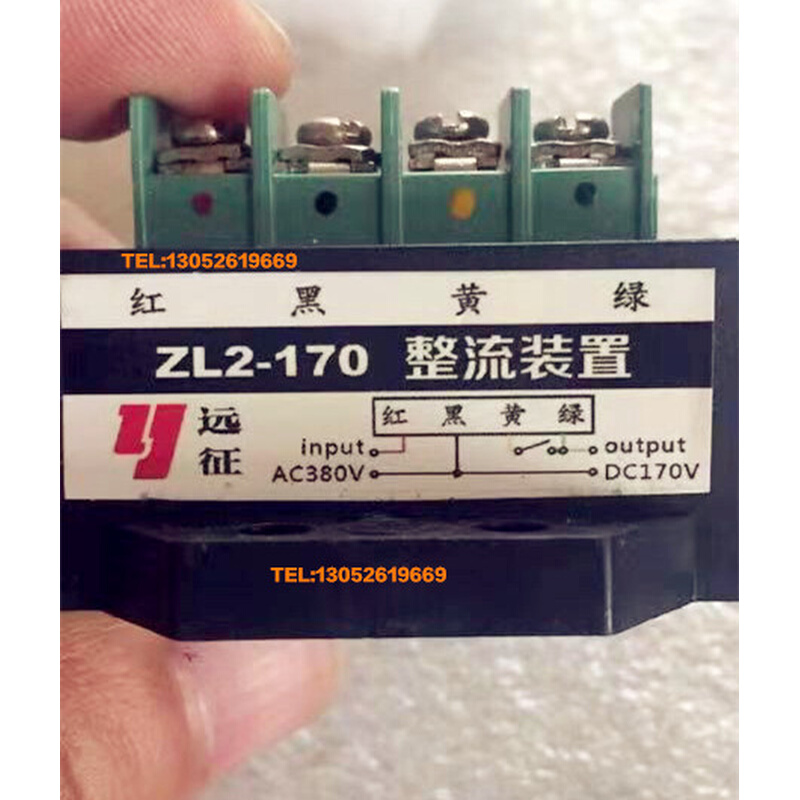 TEL:13052619669
红 黑 黄 绿
ZL2-170 整流装置
远征
红 黑 黄 绿
input output
AC380V DC170V
TEL:13052619669